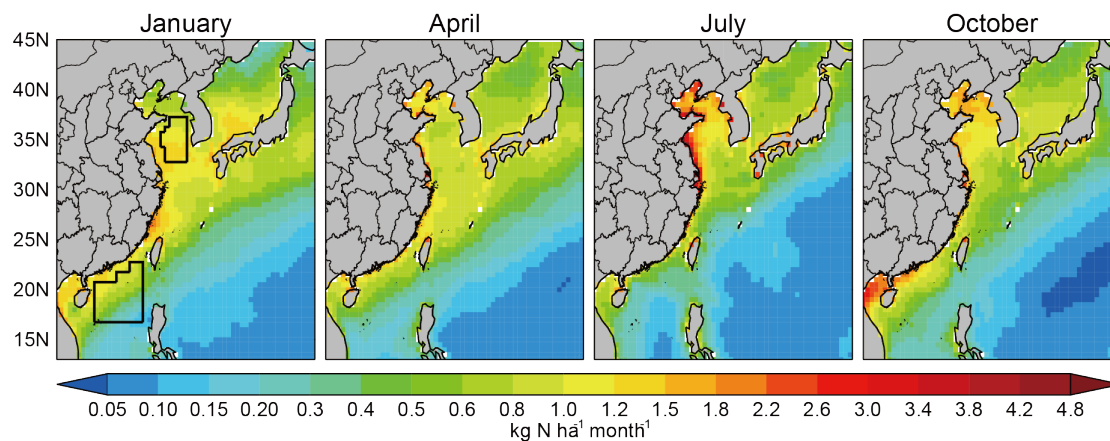 January April July October
45N
40N
35N
30N
25N
20N
15N
0.05 0.10 0.15 0.20 0.3 0.4 0.5 0.6 0.8 1.0 1.2 1.5 1.8 2.2 2.6 3.0 3.4 3.8 4.2 4.8
kg N ha⁻¹ month⁻¹